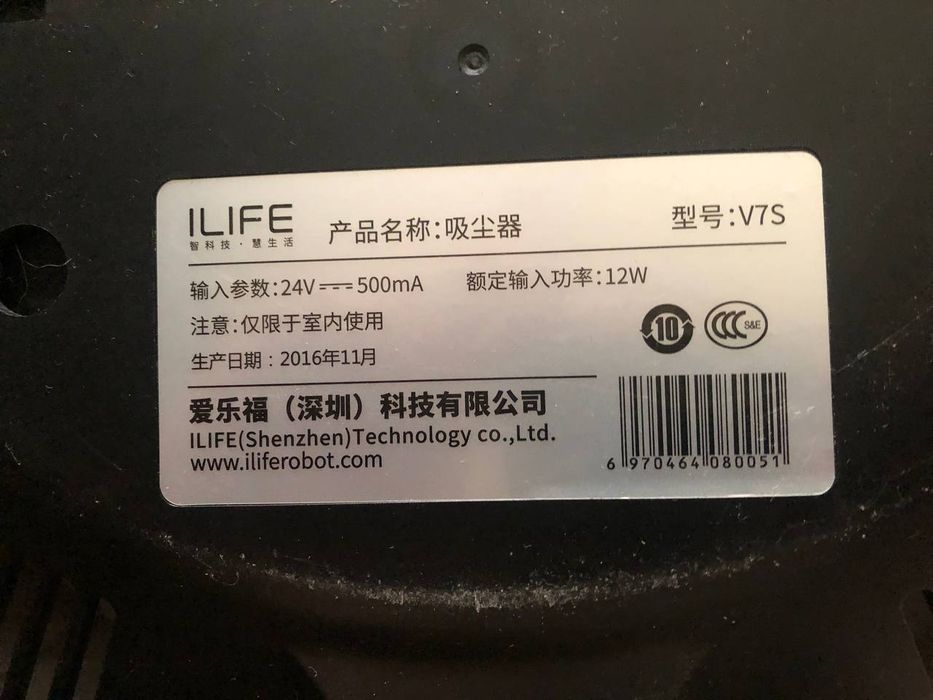 ILIFE
智科技·慧生活
产品名称:吸尘器
型号:V7S
输入参数:24V⎓500mA
额定输入功率:12W
注意:仅限于室内使用
10
CCC S&E
生产日期：2016年11月
爱乐福（深圳）科技有限公司
ILIFE(Shenzhen)Technology co.,Ltd.
www.iliferobot.com
6 970464 080051